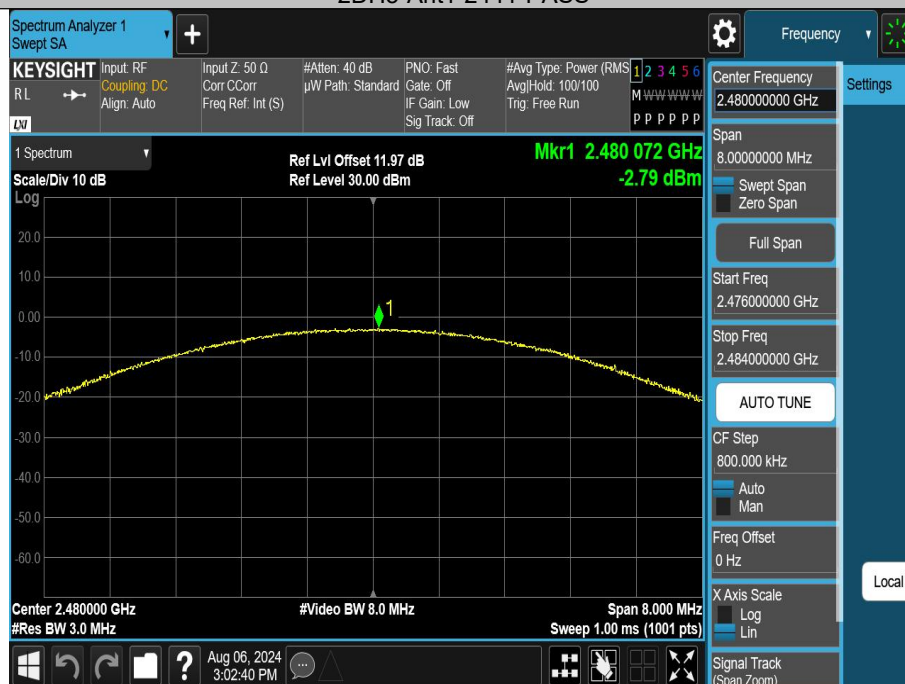 Spectrum Analyzer 1
Swept SA
+
Frequency
KEYSIGHT
RL
LXI
Input: RF
Coupling: DC
Align: Auto
Input Z: 50 Ω
Corr CCorr
Freq Ref: Int (S)
#Atten: 40 dB
µW Path: Standard
PNO: Fast
Gate: Off
IF Gain: Low
Sig Track: Off
#Avg Type: Power (RMS
Avg|Hold: 100/100
Trig: Free Run
1 2 3 4 5 6
M W W W W W
P P P P P P
1 Spectrum
Scale/Div 10 dB
Log
Ref Lvl Offset 11.97 dB
Ref Level 30.00 dBm
Mkr1 2.480 072 GHz
-2.79 dBm
20.0
10.0
0.00
-10.0
-20.0
-30.0
-40.0
-50.0
-60.0
1
Center 2.480000 GHz
#Res BW 3.0 MHz
#Video BW 8.0 MHz
Span 8.000 MHz
Sweep 1.00 ms (1001 pts)
Center Frequency
2.480000000 GHz
Span
8.00000000 MHz
Swept Span
Zero Span
Full Span
Start Freq
2.476000000 GHz
Stop Freq
2.484000000 GHz
AUTO TUNE
CF Step
800.000 kHz
Auto
Man
Freq Offset
0 Hz
X Axis Scale
Log
Lin
Signal Track
(Span Zoom)
Settings
Local
?
Aug 06, 2024
3:02:40 PM